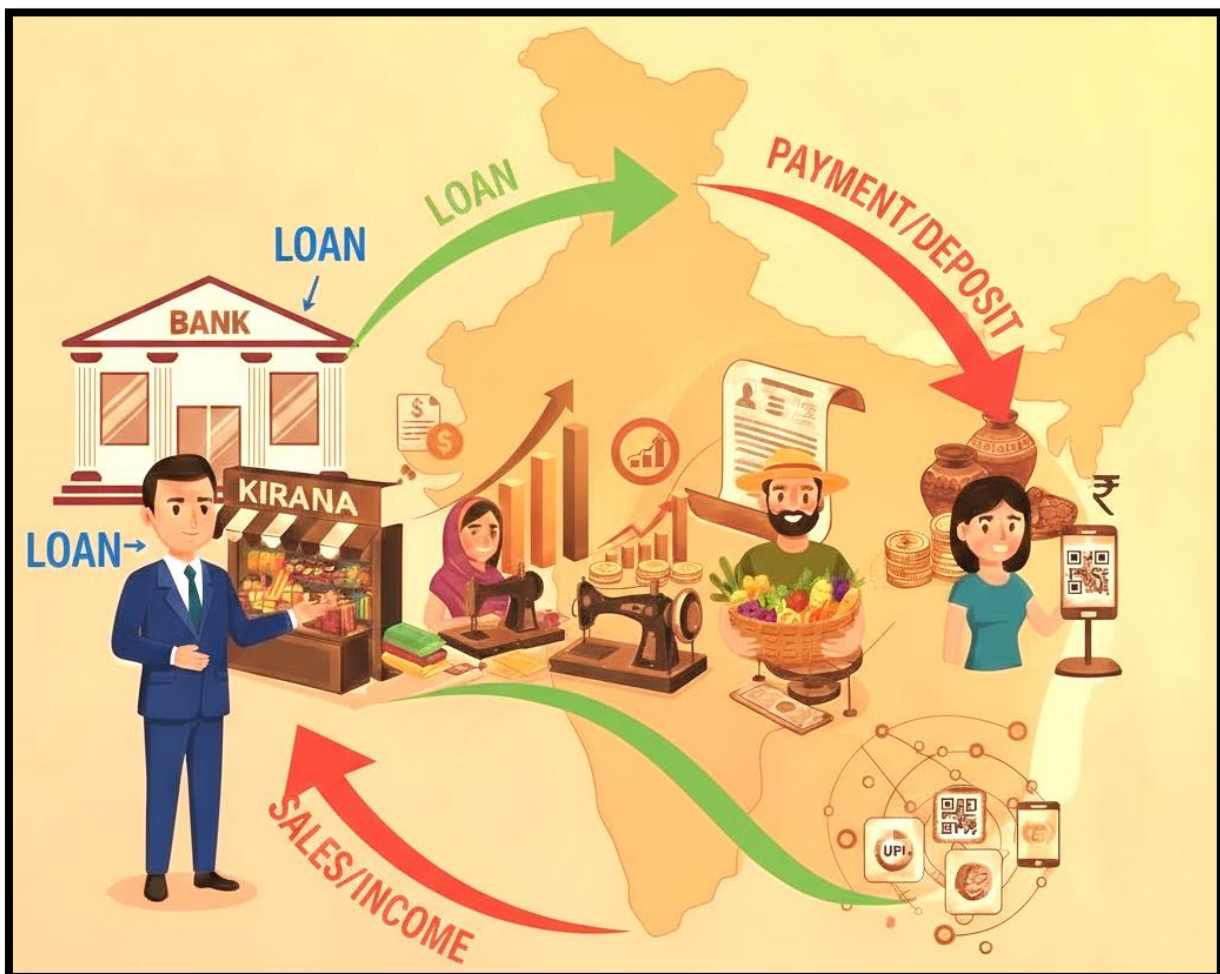 LOAN
LOAN
PAYMENT/DEPOSIT
BANK
$
$
KIRANA
LOAN
₹
UPI
SALES/INCOME